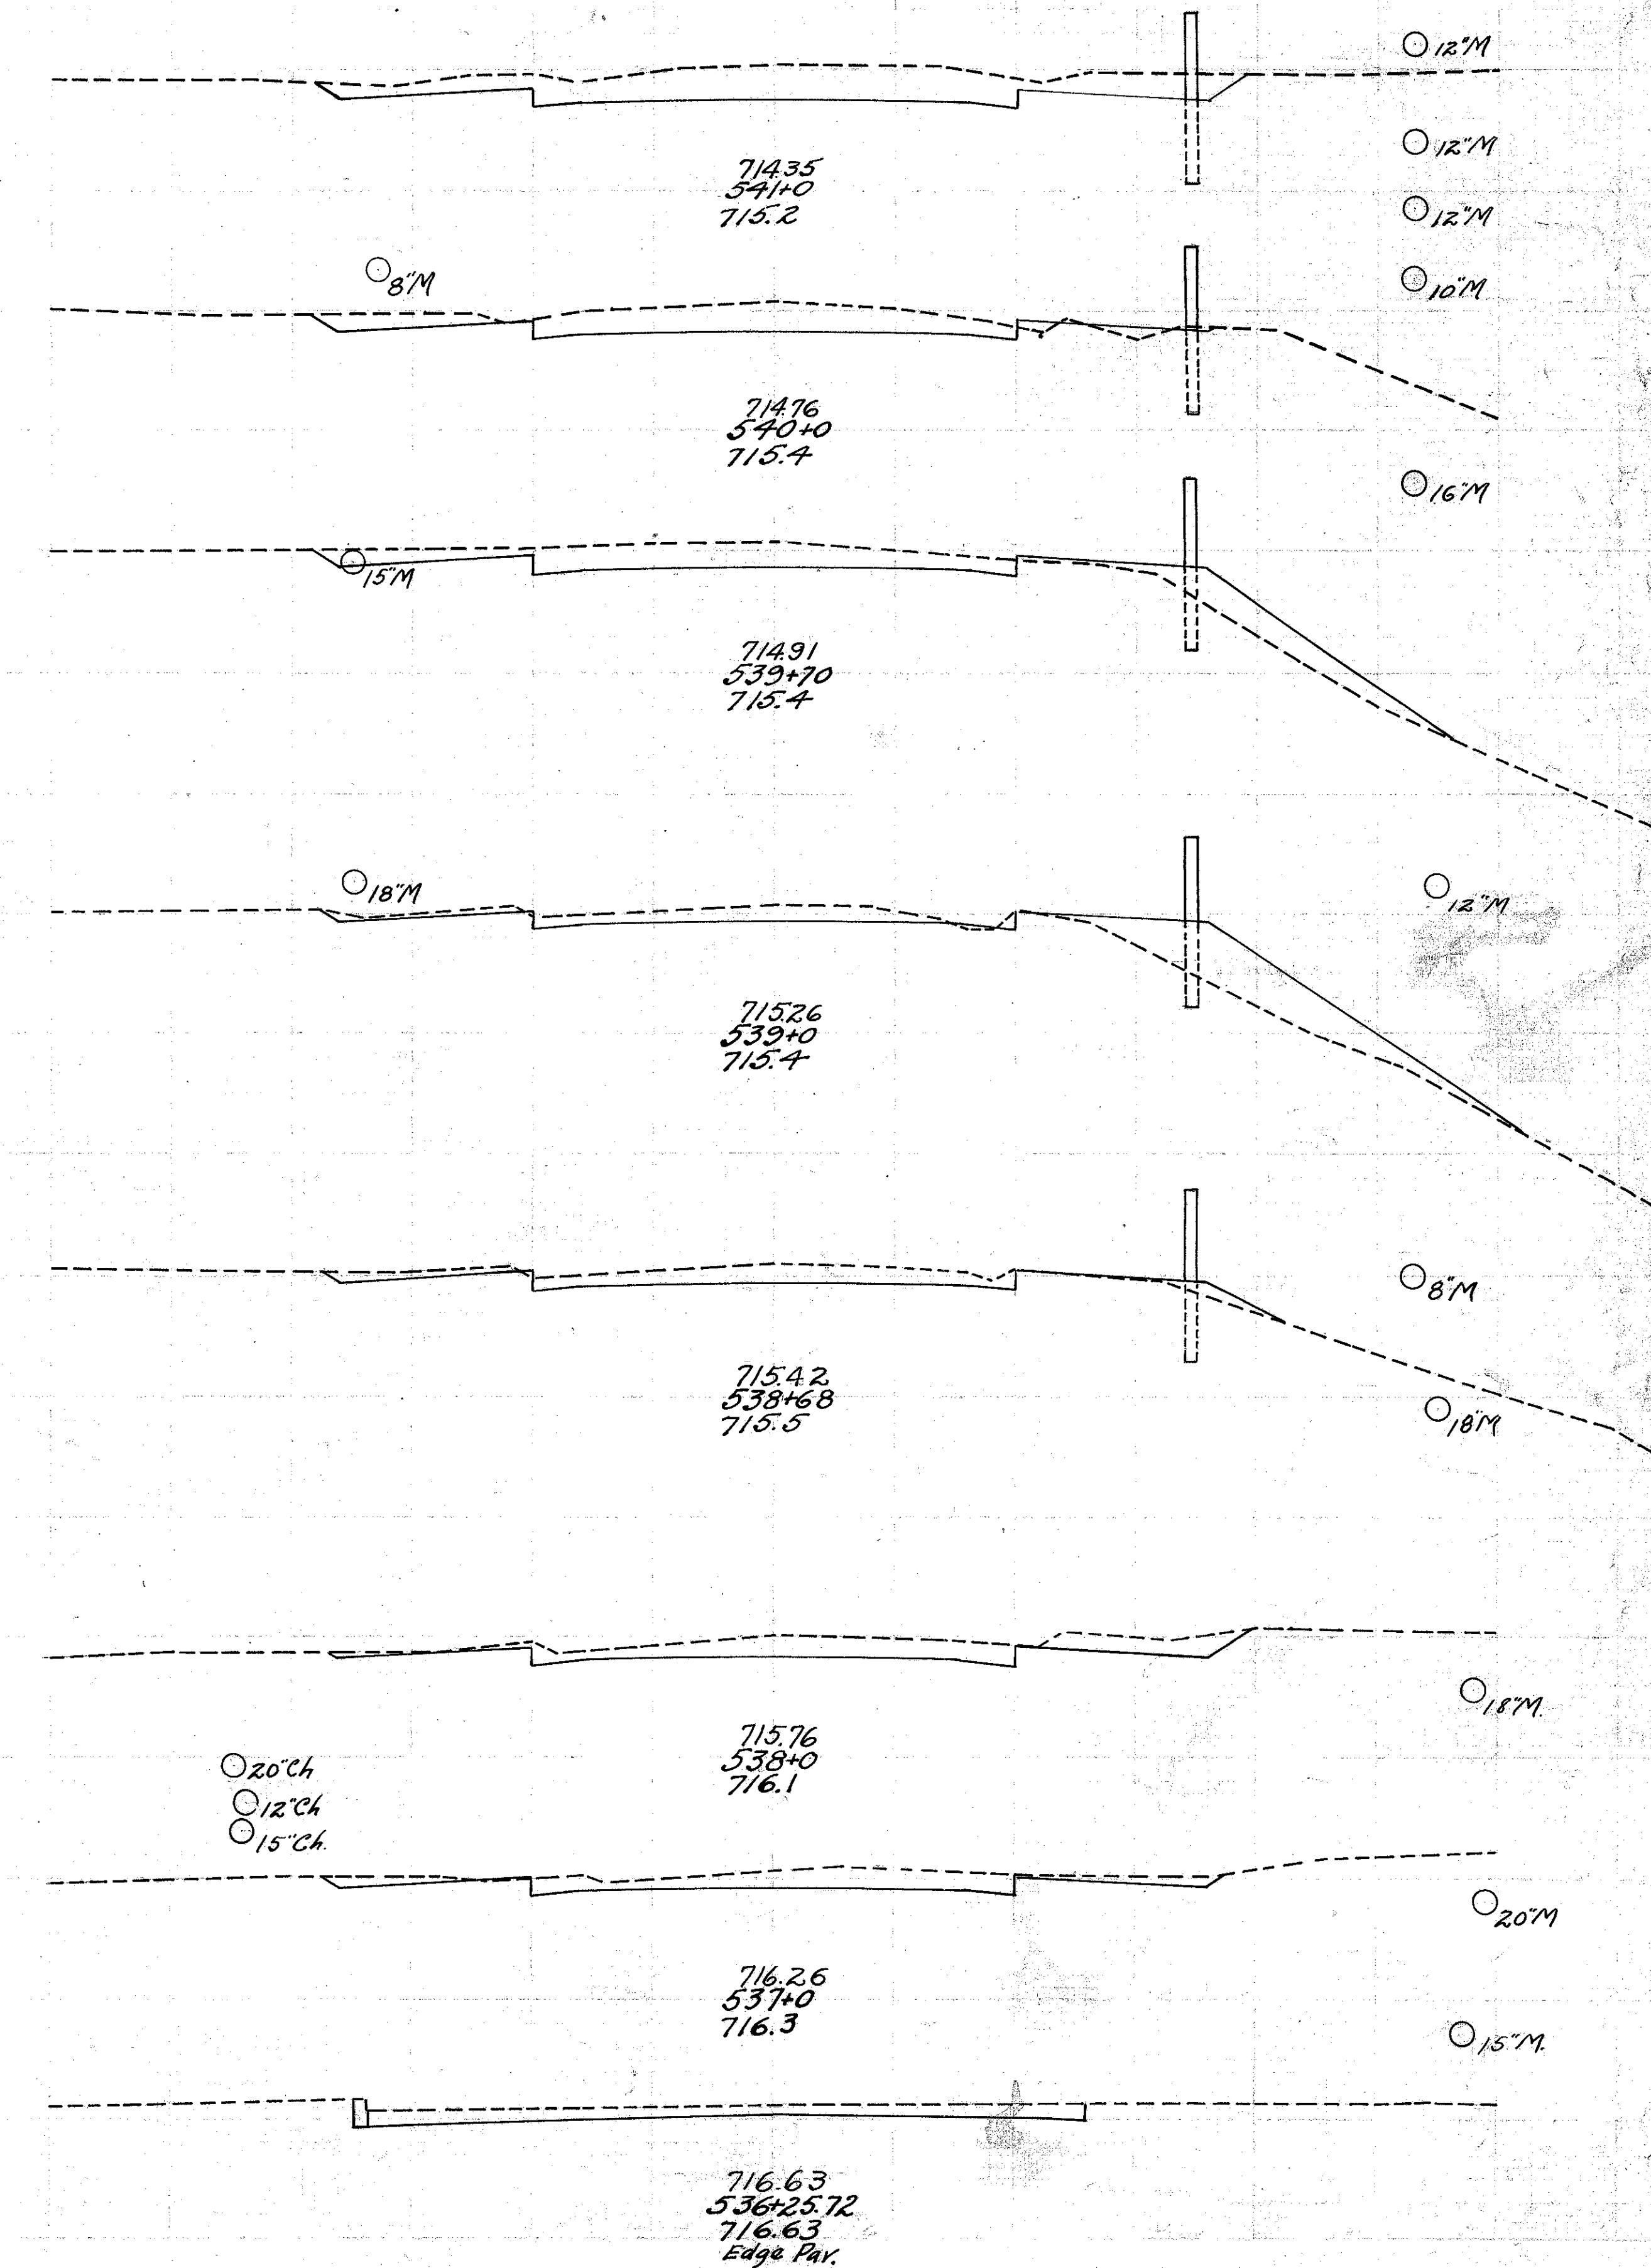 12"M
12"M
714.35
541+0
715.2
12"M
8"M
10"M
714.76
540+0
715.4
16"M
15"M
714.91
539+70
715.4
18"M
12"M
715.26
539+0
715.4
8"M
715.42
538+68
715.5
18"M
18"M.
715.76
538+0
716.1
20"Ch
12"Ch
15"Ch.
20"M
716.26
537+0
716.3
15"M.
716.63
536+25.72
716.63
Edge Pav.